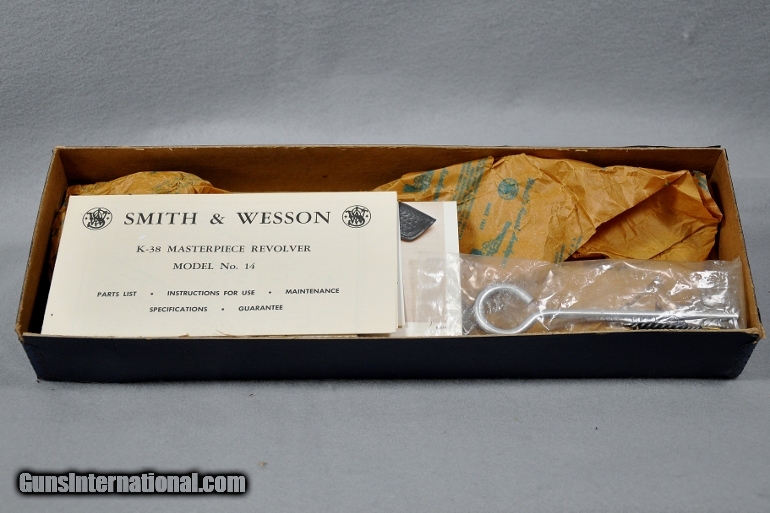 SMITH & WESSON
K-38 MASTERPIECE REVOLVER
MODEL No. 14
PARTS LIST • INSTRUCTIONS FOR USE • MAINTENANCE
SPECIFICATIONS • GUARANTEE
GunsInternational.com